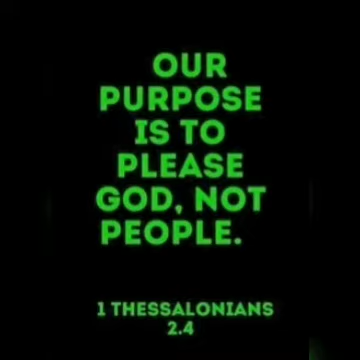 OUR
PURPOSE
IS TO
PLEASE
GOD, NOT
PEOPLE.
1 THESSALONIANS
2.4